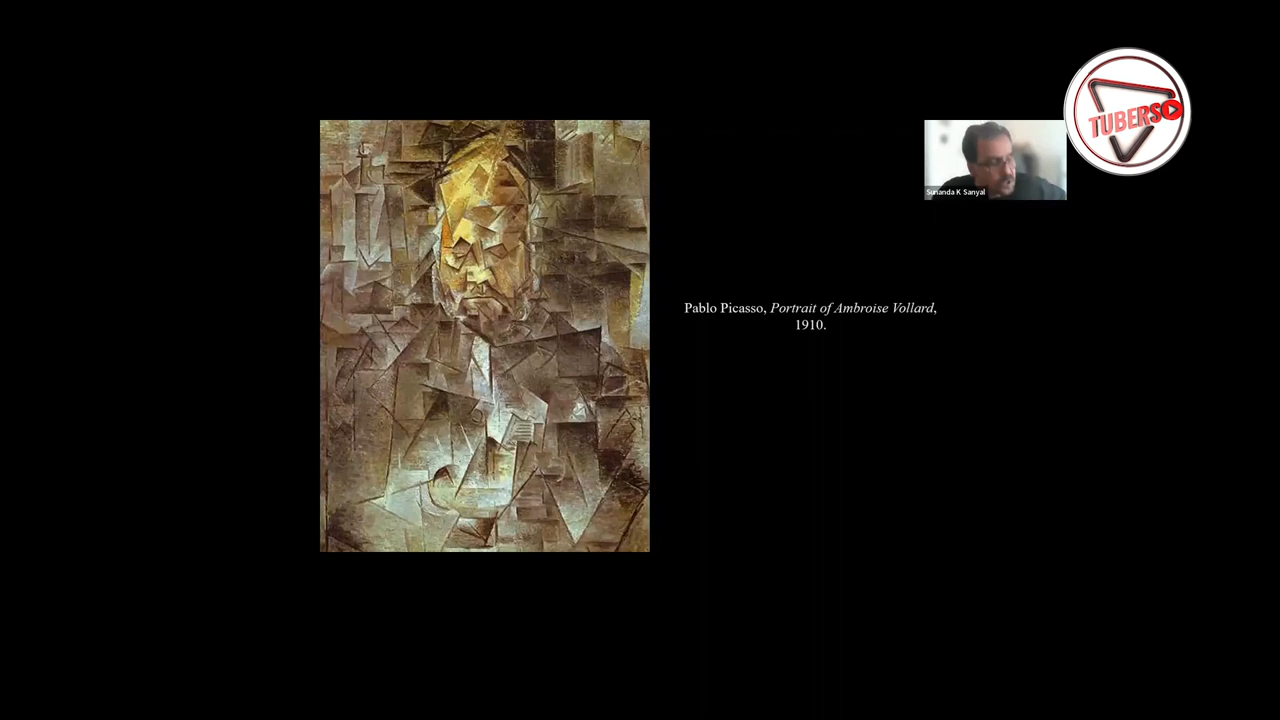 TUBERS
Sunanda K Sanyal
Pablo Picasso, Portrait of Ambroise Vollard,
1910.